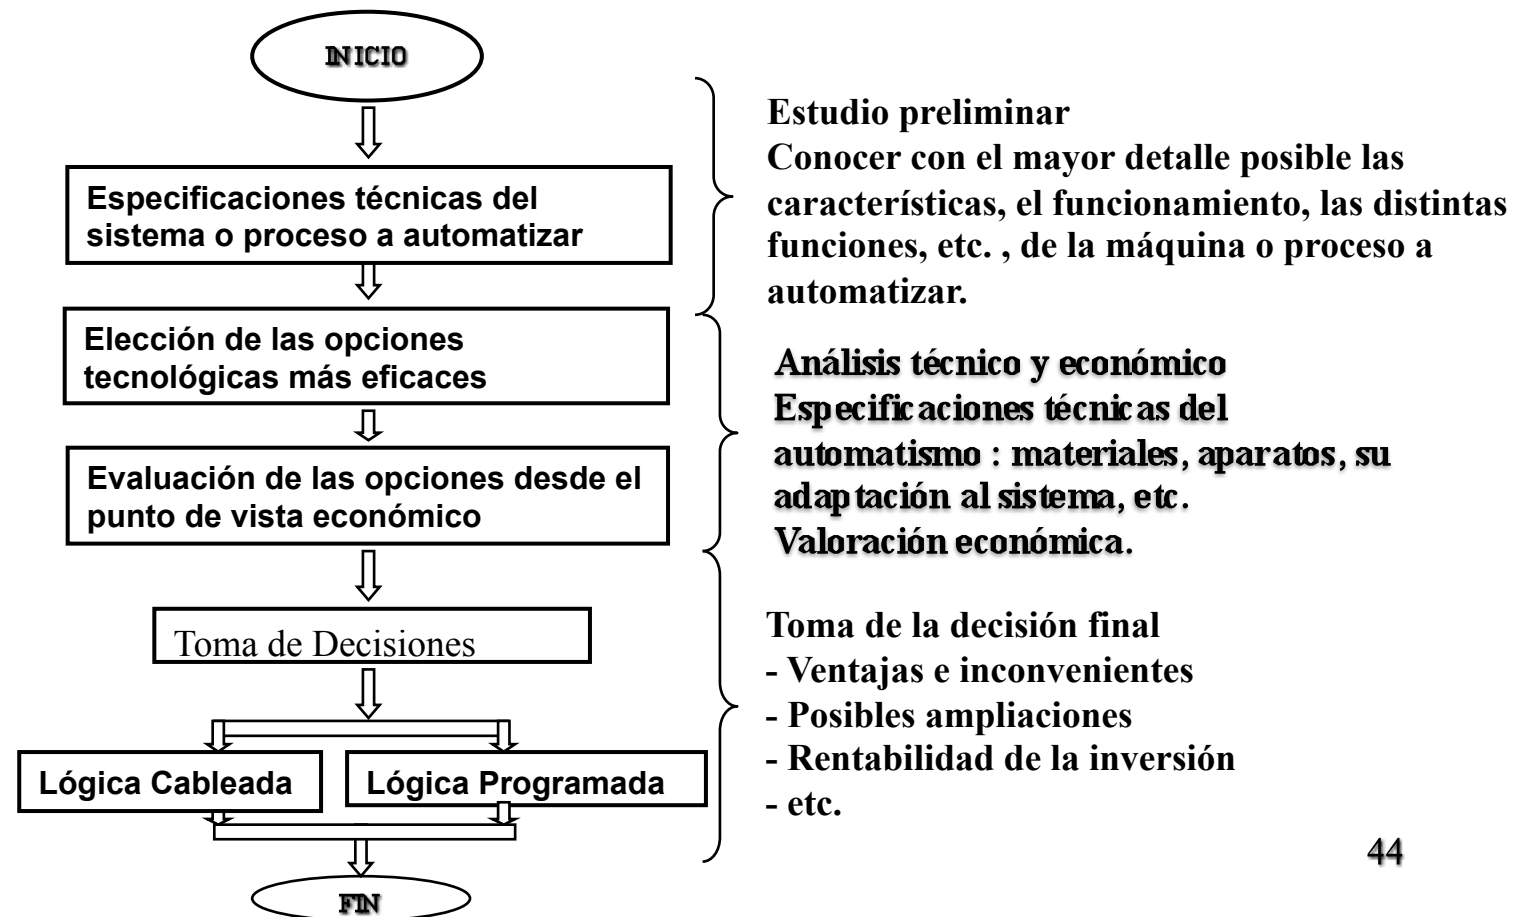 INICIO
Especificaciones técnicas del
sistema o proceso a automatizar
Elección de las opciones
tecnológicas más eficaces
Evaluación de las opciones desde el
punto de vista económico
Toma de Decisiones
Lógica Cableada
Lógica Programada
FIN
Estudio preliminar
Conocer con el mayor detalle posible las
características, el funcionamiento, las distintas
funciones, etc. , de la máquina o proceso a
automatizar.
Análisis técnico y económico
Especificaciones técnicas del
automatismo : materiales, aparatos, su
adaptación al sistema, etc.
Valoración económica.
Toma de la decisión final
- Ventajas e inconvenientes
- Posibles ampliaciones
- Rentabilidad de la inversión
- etc.
44